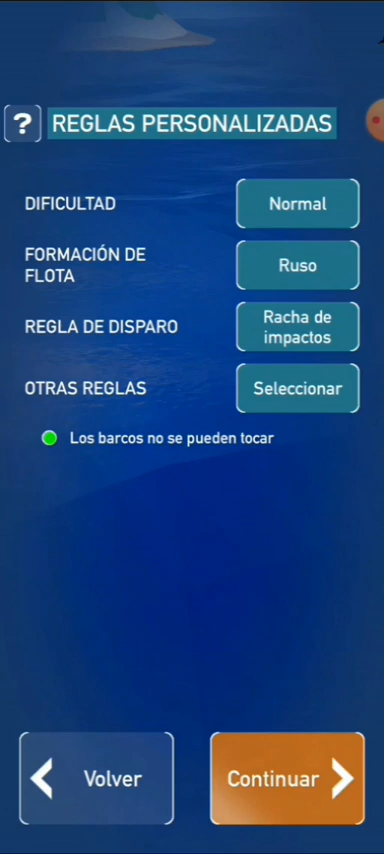 ?
REGLAS PERSONALIZADAS
DIFICULTAD
Normal
FORMACIÓN DE
FLOTA
Ruso
REGLA DE DISPARO
Racha de
impactos
OTRAS REGLAS
Seleccionar
Los barcos no se pueden tocar
Volver
Continuar